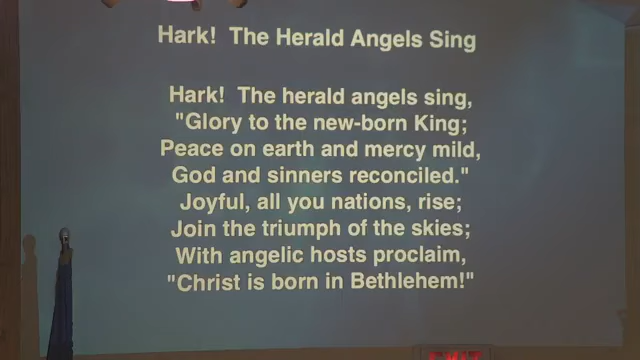 Hark!  The Herald Angels Sing
Hark!  The herald angels sing,
"Glory to the new-born King;
Peace on earth and mercy mild,
God and sinners reconciled."
Joyful, all you nations, rise;
Join the triumph of the skies;
With angelic hosts proclaim,
"Christ is born in Bethlehem!"